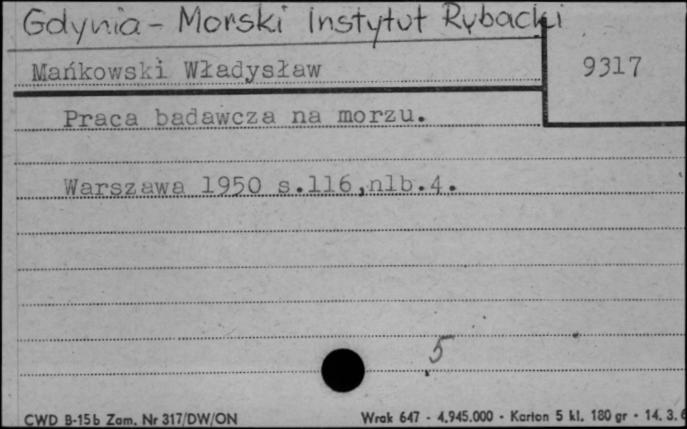 Gdynia - Morski Instytut Rybacki
Mańkowski Władysław
9317
Praca badawcza na morzu.
Warszawa 1950 s.116,nlb.4.
5
CWD B-15b Zam. Nr 317/DW/ON
Wrak 647 - 4.945.000 - Karton 5 kl. 180 gr - 14. 3.